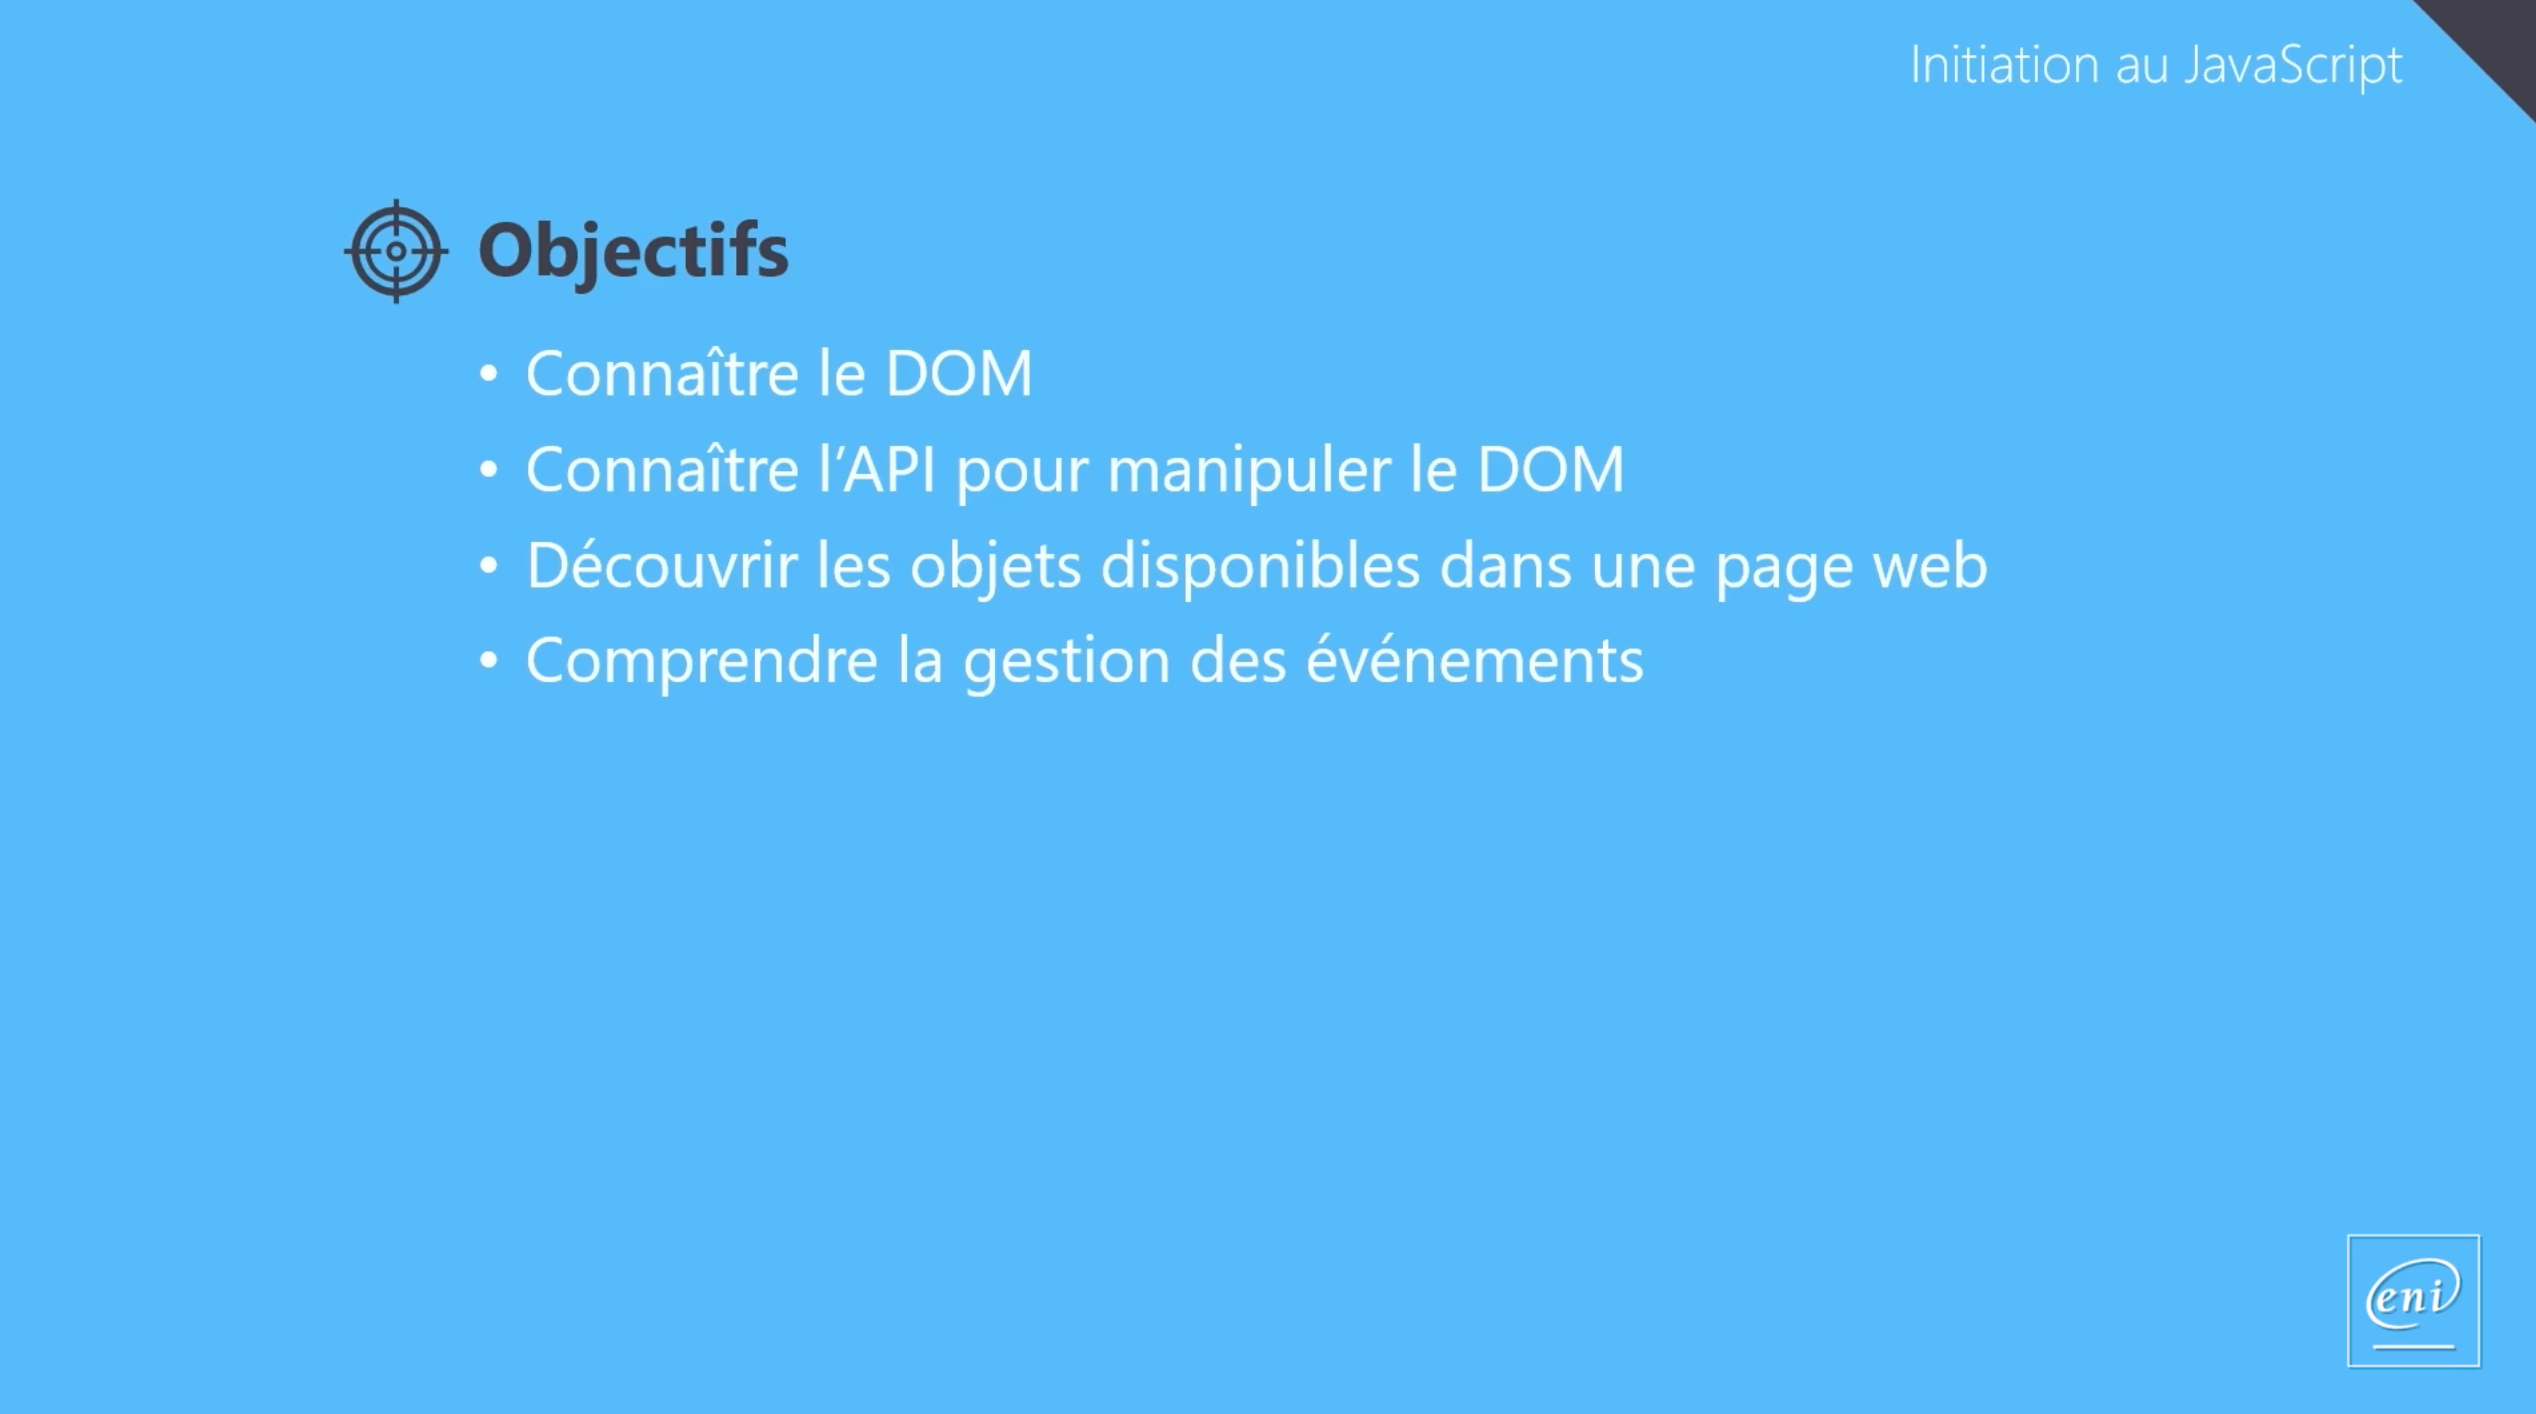 Initiation au JavaScript
Objectifs
• Connaître le DOM
• Connaître l’API pour manipuler le DOM
• Découvrir les objets disponibles dans une page web
• Comprendre la gestion des événements
eni